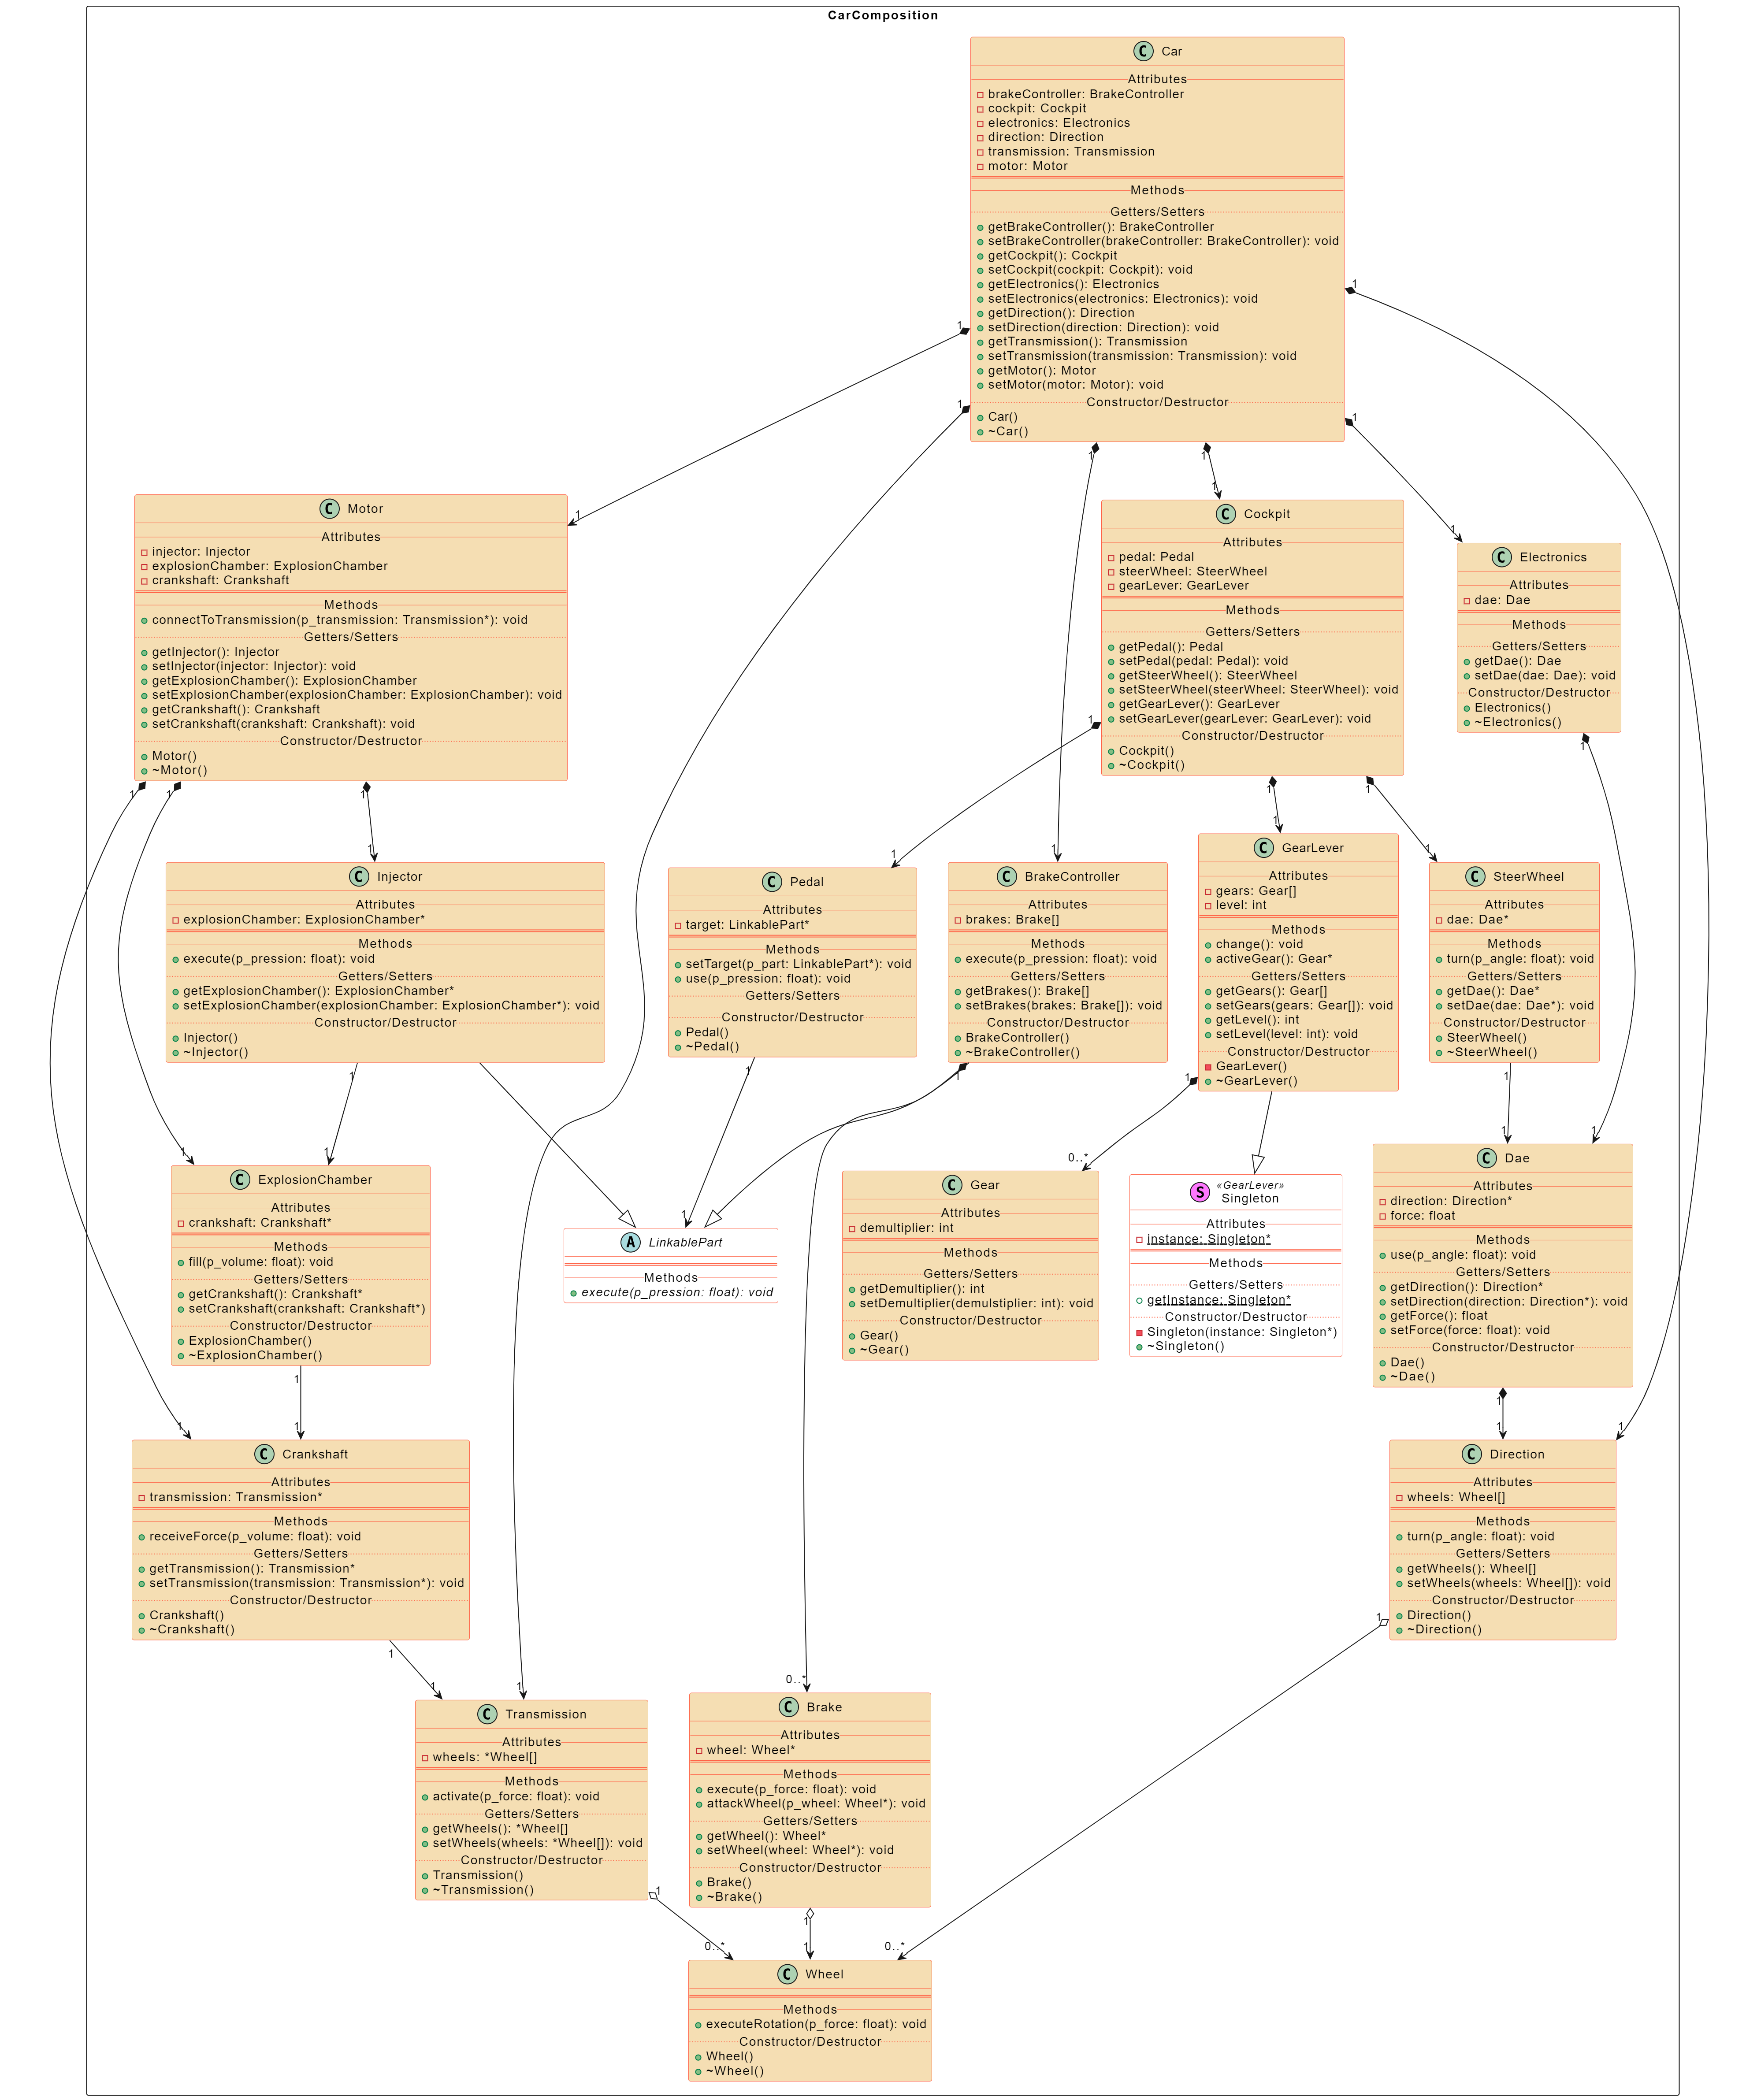 CarComposition
C Car
Attributes
brakeController: BrakeController
cockpit: Cockpit
electronics: Electronics
direction: Direction
transmission: Transmission
motor: Motor
Methods
Getters/Setters
getBrakeController(): BrakeController
setBrakeController(brakeController: BrakeController): void
getCockpit(): Cockpit
setCockpit(cockpit: Cockpit): void
getElectronics(): Electronics
setElectronics(electronics: Electronics): void
getDirection(): Direction
setDirection(direction: Direction): void
getTransmission(): Transmission
setTransmission(transmission: Transmission): void
getMotor(): Motor
setMotor(motor: Motor): void
Constructor/Destructor
Car()
~Car()
1
1
1
1
1
1
C Motor
Attributes
injector: Injector
explosionChamber: ExplosionChamber
crankshaft: Crankshaft
Methods
connectToTransmission(p_transmission: Transmission*): void
Getters/Setters
getInjector(): Injector
setInjector(injector: Injector): void
getExplosionChamber(): ExplosionChamber
setExplosionChamber(explosionChamber: ExplosionChamber): void
getCrankshaft(): Crankshaft
setCrankshaft(crankshaft: Crankshaft): void
Constructor/Destructor
Motor()
~Motor()
1
1
1
1
C Cockpit
Attributes
pedal: Pedal
steerWheel: SteerWheel
gearLever: GearLever
Methods
Getters/Setters
getPedal(): Pedal
setPedal(pedal: Pedal): void
getSteerWheel(): SteerWheel
setSteerWheel(steerWheel: SteerWheel): void
getGearLever(): GearLever
setGearLever(gearLever: GearLever): void
Constructor/Destructor
Cockpit()
~Cockpit()
1
1
1
1
C Electronics
Attributes
dae: Dae
Methods
Getters/Setters
getDae(): Dae
setDae(dae: Dae): void
Constructor/Destructor
Electronics()
~Electronics()
1
1
C Injector
Attributes
explosionChamber: ExplosionChamber*
Methods
execute(p_pression: float): void
Getters/Setters
getExplosionChamber(): ExplosionChamber*
setExplosionChamber(explosionChamber: ExplosionChamber*): void
Constructor/Destructor
Injector()
~Injector()
1
1
C Pedal
Attributes
target: LinkablePart*
Methods
setTarget(p_part: LinkablePart*): void
use(p_pression: float): void
Getters/Setters
Constructor/Destructor
Pedal()
~Pedal()
1
1
C BrakeController
Attributes
brakes: Brake[]
Methods
execute(p_pression: float): void
Getters/Setters
getBrakes(): Brake[]
setBrakes(brakes: Brake[]): void
Constructor/Destructor
BrakeController()
~BrakeController()
1
1
C GearLever
Attributes
gears: Gear[]
level: int
Methods
change(): void
activeGear(): Gear*
Getters/Setters
getGears(): Gear[]
setGears(gears: Gear[]): void
getLevel(): int
setLevel(level: int): void
Constructor/Destructor
GearLever()
~GearLever()
1
1
C SteerWheel
Attributes
dae: Dae*
Methods
turn(p_angle: float): void
Getters/Setters
getDae(): Dae*
setDae(dae: Dae*): void
Constructor/Destructor
SteerWheel()
~SteerWheel()
1
1
C ExplosionChamber
Attributes
crankshaft: Crankshaft*
Methods
fill(p_volume: float): void
Getters/Setters
getCrankshaft(): Crankshaft*
setCrankshaft(crankshaft: Crankshaft*)
Constructor/Destructor
ExplosionChamber()
~ExplosionChamber()
1
1
1
A LinkablePart
Methods
execute(p_pression: float): void
1
0..*
C Gear
Attributes
demultiplier: int
Methods
Getters/Setters
getDemultiplier(): int
setDemultiplier(demulstiplier: int): void
Constructor/Destructor
Gear()
~Gear()
S «GearLever»
Singleton
Attributes
instance: Singleton*
Methods
Getters/Setters
getInstance: Singleton*
Constructor/Destructor
Singleton(instance: Singleton*)
~Singleton()
1
1
C Dae
Attributes
direction: Direction*
force: float
Methods
use(p_angle: float): void
Getters/Setters
getDirection(): Direction*
setDirection(direction: Direction*): void
getForce(): float
setForce(force: float): void
Constructor/Destructor
Dae()
~Dae()
1
1
1
C Crankshaft
Attributes
transmission: Transmission*
Methods
receiveForce(p_volume: float): void
Getters/Setters
getTransmission(): Transmission*
setTransmission(transmission: Transmission*): void
Constructor/Destructor
Crankshaft()
~Crankshaft()
1
1
1
C Direction
Attributes
wheels: Wheel[]
Methods
turn(p_angle: float): void
Getters/Setters
getWheels(): Wheel[]
setWheels(wheels: Wheel[]): void
Constructor/Destructor
Direction()
~Direction()
1
1
C Transmission
Attributes
wheels: *Wheel[]
Methods
activate(p_force: float): void
Getters/Setters
getWheels(): *Wheel[]
setWheels(wheels: *Wheel[]): void
Constructor/Destructor
Transmission()
~Transmission()
1
0..*
C Brake
Attributes
wheel: Wheel*
Methods
execute(p_force: float): void
attackWheel(p_wheel: Wheel*): void
Getters/Setters
getWheel(): Wheel*
setWheel(wheel: Wheel*): void
Constructor/Destructor
Brake()
~Brake()
1
0..*
1
0..*
C Wheel
Methods
executeRotation(p_force: float): void
Constructor/Destructor
Wheel()
~Wheel()